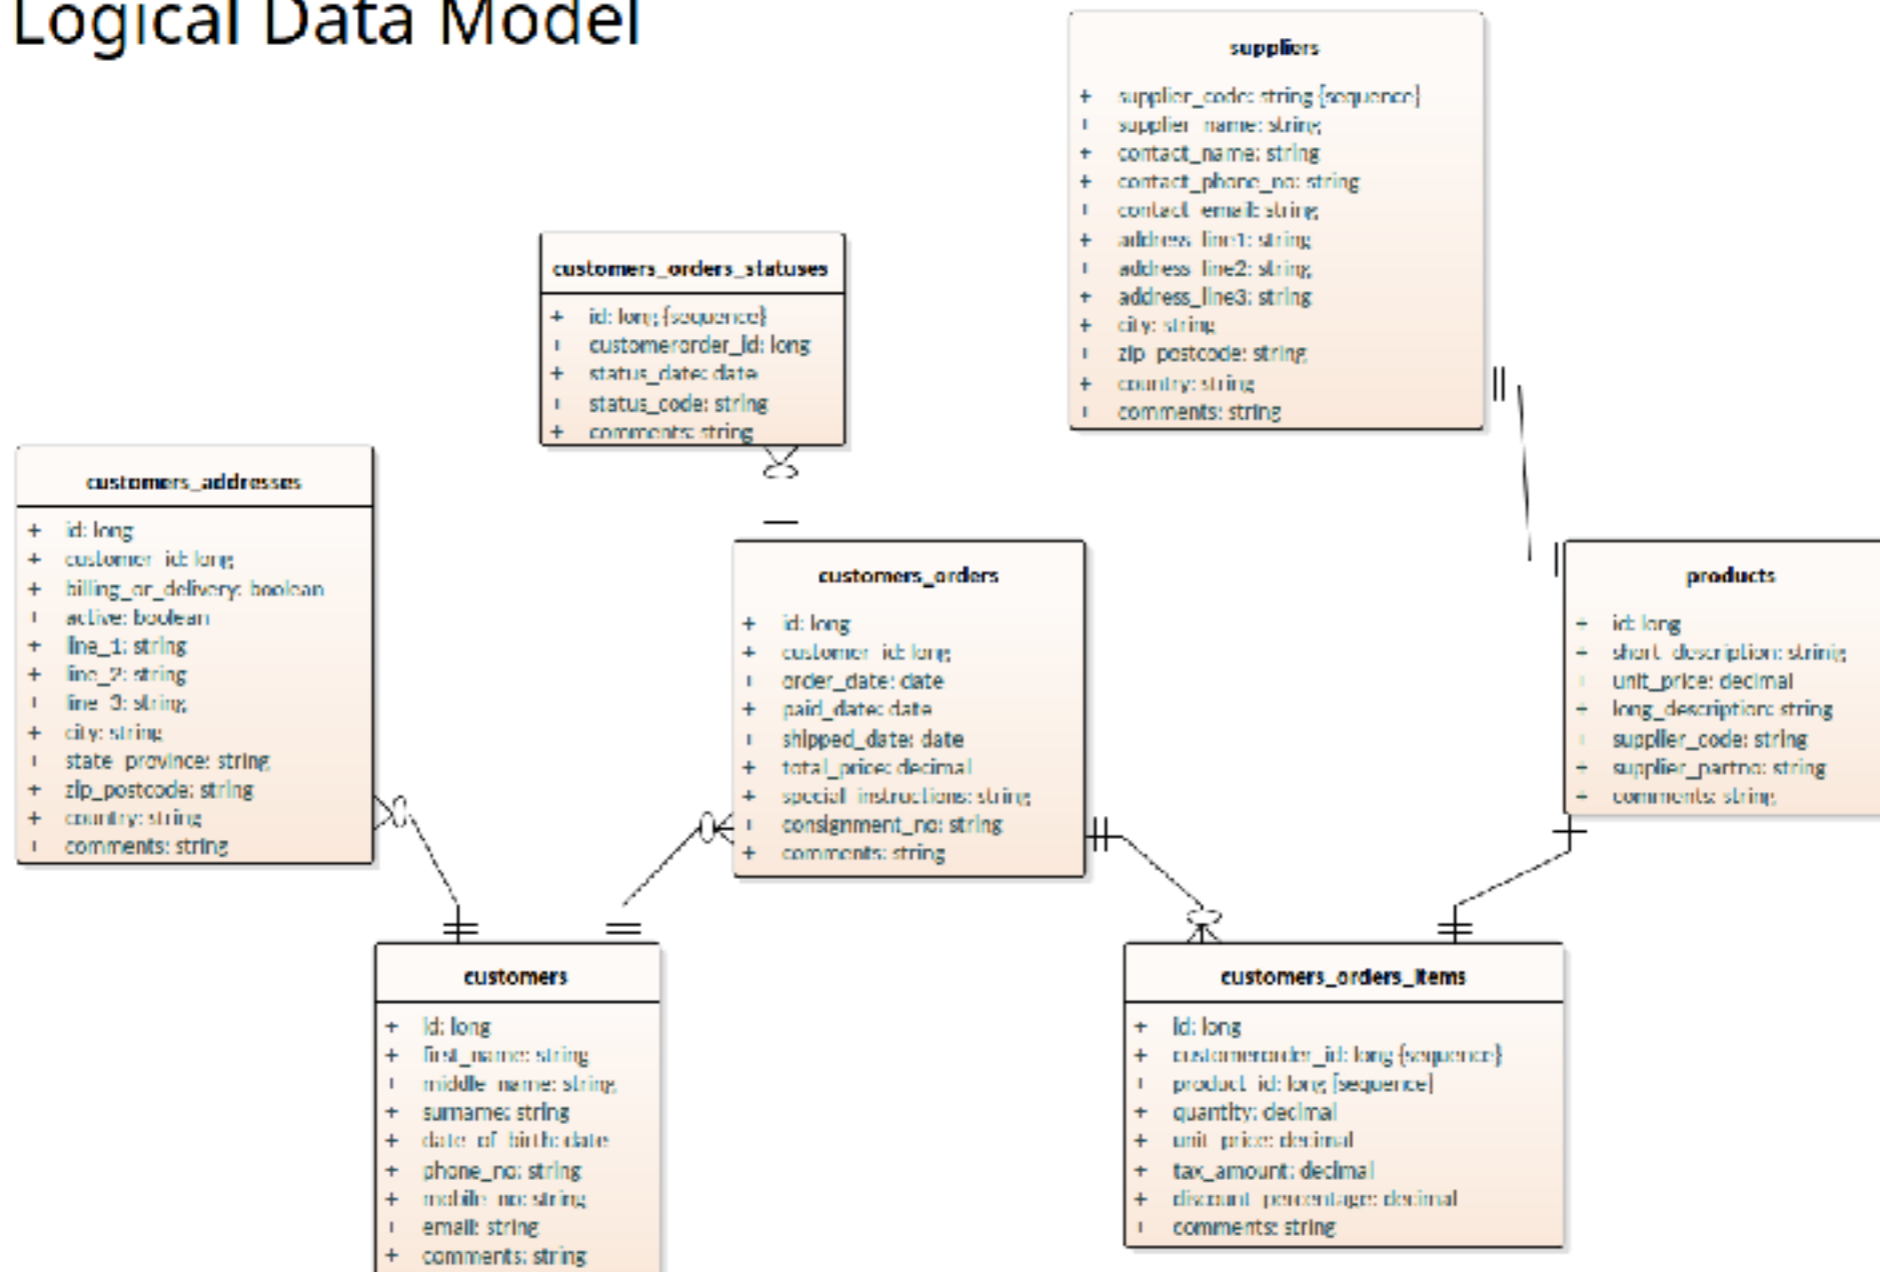 Logical Data Model
suppliers
+ supplier_code: string {sequence}
+ supplier_name: string
+ contact_name: string
+ contact_phone_no: string
+ contact_email: string
+ address_line1: string
+ address_line2: string
+ address_line3: string
+ city: string
+ zip_postcode: string
+ country: string
+ comments: string
customers_orders_statuses
+ id: long {sequence}
+ customerorder_id: long
+ status_date: date
+ status_code: string
+ comments: string
customers_addresses
+ id: long
+ customer_id: long
+ billing_or_delivery: boolean
+ active: boolean
+ line_1: string
+ line_2: string
+ line_3: string
+ city: string
+ state_province: string
+ zip_postcode: string
+ country: string
+ comments: string
customers_orders
+ id: long
+ customer_id: long
+ order_date: date
+ paid_date: date
+ shipped_date: date
+ total_price: decimal
+ special_instructions: string
+ consignment_no: string
+ comments: string
products
+ id: long
+ short_description: strinig
+ unit_price: decimal
+ long_description: string
+ supplier_code: string
+ supplier_partno: string
+ comments: string
customers
+ id: long
+ first_name: string
+ middle_name: string
+ surname: string
+ date_of_birth: date
+ phone_no: string
+ mobile_no: string
+ email: string
+ comments: string
customers_orders_items
+ id: long
+ customerorder_id: long {sequence}
+ product_id: long {sequence}
+ quantity: decimal
+ unit_price: decimal
+ tax_amount: decimal
+ discount_percentage: decimal
+ comments: string